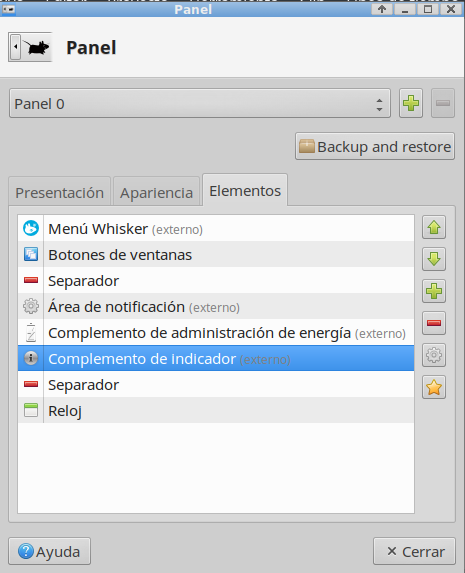 Panel
Panel
Panel 0
Backup and restore
Presentación
Apariencia
Elementos
Menú Whisker (externo)
Botones de ventanas
Separador
Área de notificación (externo)
Complemento de administración de energía (externo)
Complemento de indicador (externo)
Separador
Reloj
Ayuda
Cerrar